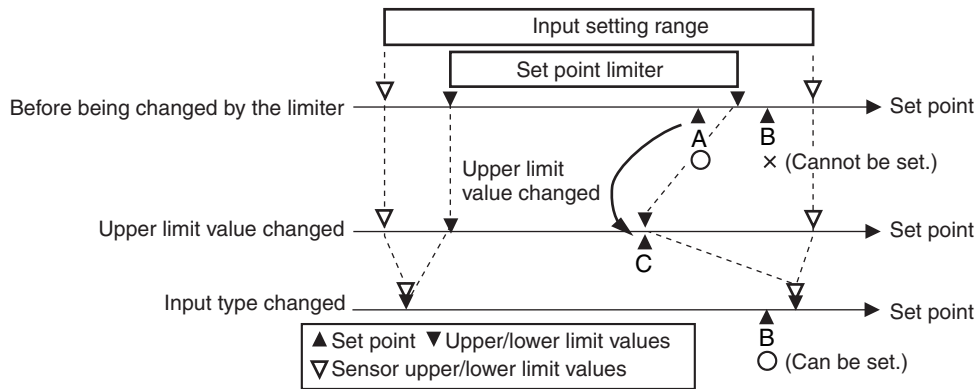 Input setting range
Set point limiter
Before being changed by the limiter
Set point
A
B
○
× (Cannot be set.)
Upper limit
value changed
Upper limit value changed
Set point
C
Input type changed
Set point
B
○ (Can be set.)
▲ Set point ▼ Upper/lower limit values
▽ Sensor upper/lower limit values